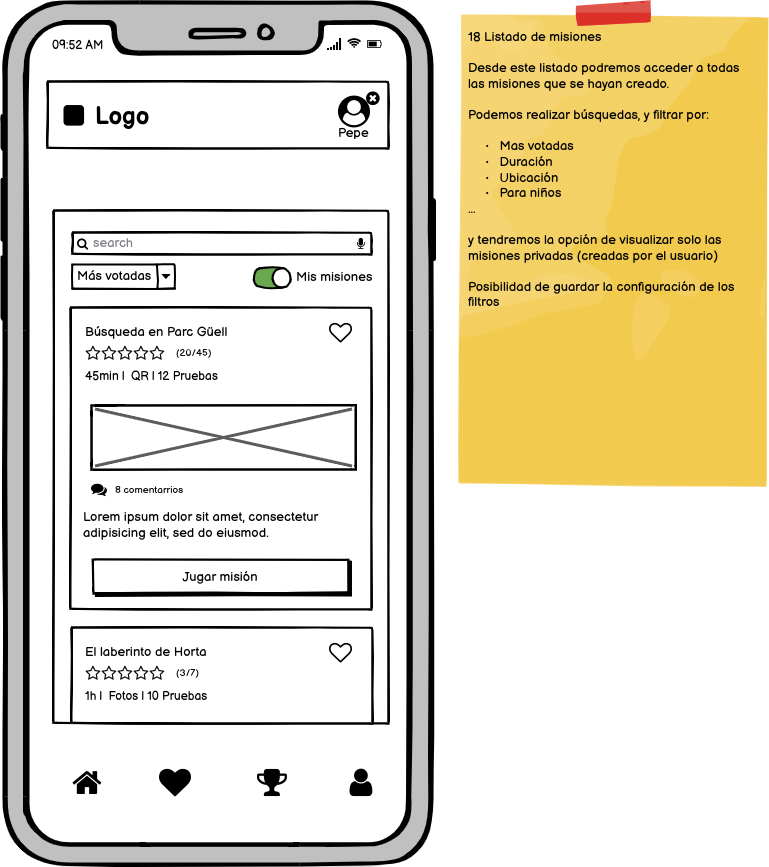 09:52 AM
Logo
Pepe
search
Más votadas
Mis misiones
Búsqueda en Parc Güell
(20/45)
45min | QR | 12 Pruebas
8 comentarrios
Lorem ipsum dolor sit amet, consectetur
adipisicing elit, sed do eiusmod.
Jugar misión
El laberinto de Horta
(3/7)
1h | Fotos | 10 Pruebas
18 Listado de misiones
Desde este listado podremos acceder a todas
las misiones que se hayan creado.
Podemos realizar búsquedas, y filtrar por:
· Mas votadas
· Duración
· Ubicación
· Para niños
...
y tendremos la opción de visualizar solo las
misiones privadas (creadas por el usuario)
Posibilidad de guardar la configuración de los
filtros